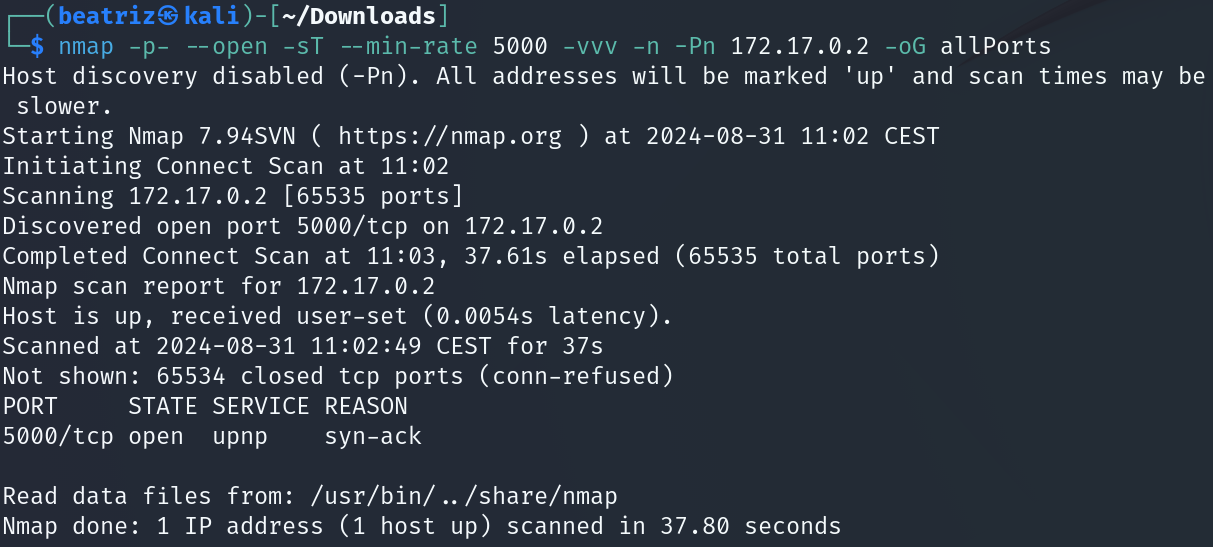 ┌──(beatriz㉿kali)-[~/Downloads]
└─$ nmap -p- --open -sT --min-rate 5000 -vvv -n -Pn 172.17.0.2 -oG allPorts
Host discovery disabled (-Pn). All addresses will be marked 'up' and scan times may be
 slower.
Starting Nmap 7.94SVN ( https://nmap.org ) at 2024-08-31 11:02 CEST
Initiating Connect Scan at 11:02
Scanning 172.17.0.2 [65535 ports]
Discovered open port 5000/tcp on 172.17.0.2
Completed Connect Scan at 11:03, 37.61s elapsed (65535 total ports)
Nmap scan report for 172.17.0.2
Host is up, received user-set (0.0054s latency).
Scanned at 2024-08-31 11:02:49 CEST for 37s
Not shown: 65534 closed tcp ports (conn-refused)
PORT     STATE SERVICE REASON
5000/tcp open  upnp    syn-ack

Read data files from: /usr/bin/../share/nmap
Nmap done: 1 IP address (1 host up) scanned in 37.80 seconds